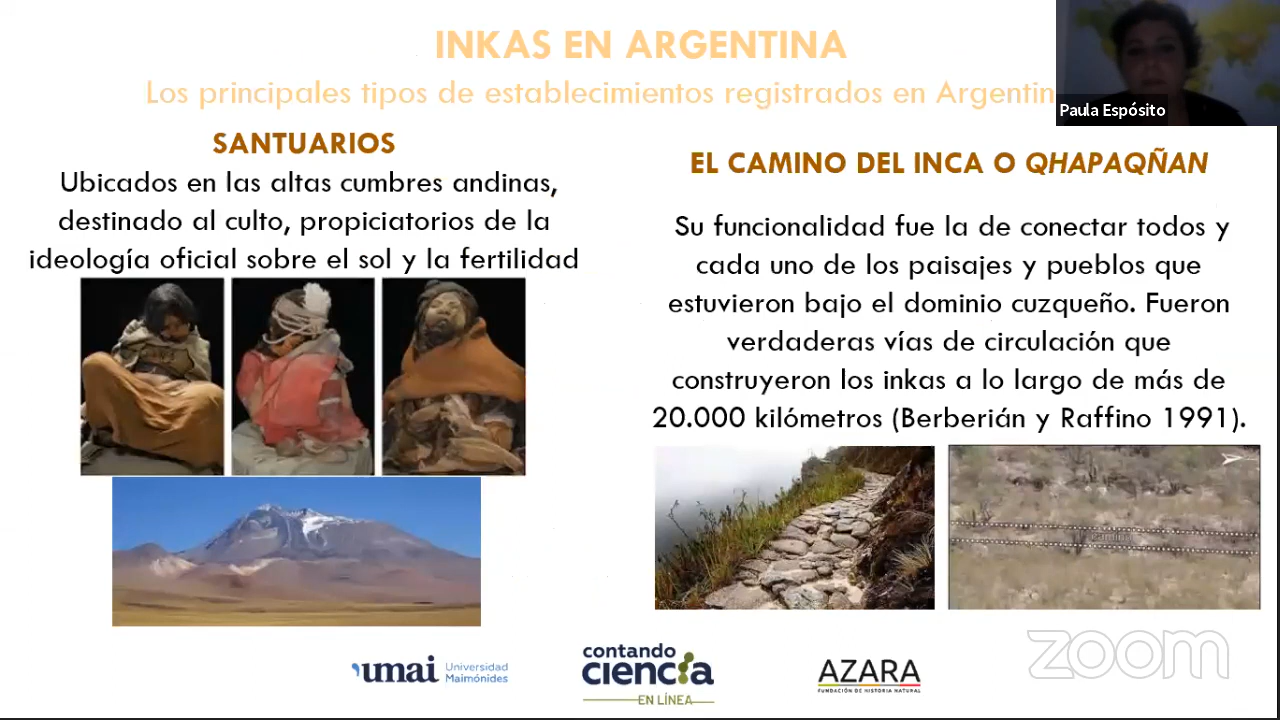 INKAS EN ARGENTINA
Los principales tipos de establecimientos registrados en
Paula Espósito
SANTUARIOS
Ubicados en las altas cumbres andinas,
destinado al culto, propiciatorios de la
ideología oficial sobre el sol y la fertilidad
EL CAMINO DEL INCA O QHAPAQÑAN
Su funcionalidad fue la de conectar todos y
cada uno de los paisajes y pueblos que
estuvieron bajo el dominio cuzqueño. Fueron
verdaderas vías de circulación que
construyeron los inkas a lo largo de más de
20.000 kilómetros (Berberián y Raffino 1991).
umai Universidad
Maimónides
contando
ciencia
EN LÍNEA
AZARA
FUNDACIÓN DE HISTORIA NATURAL
zoom